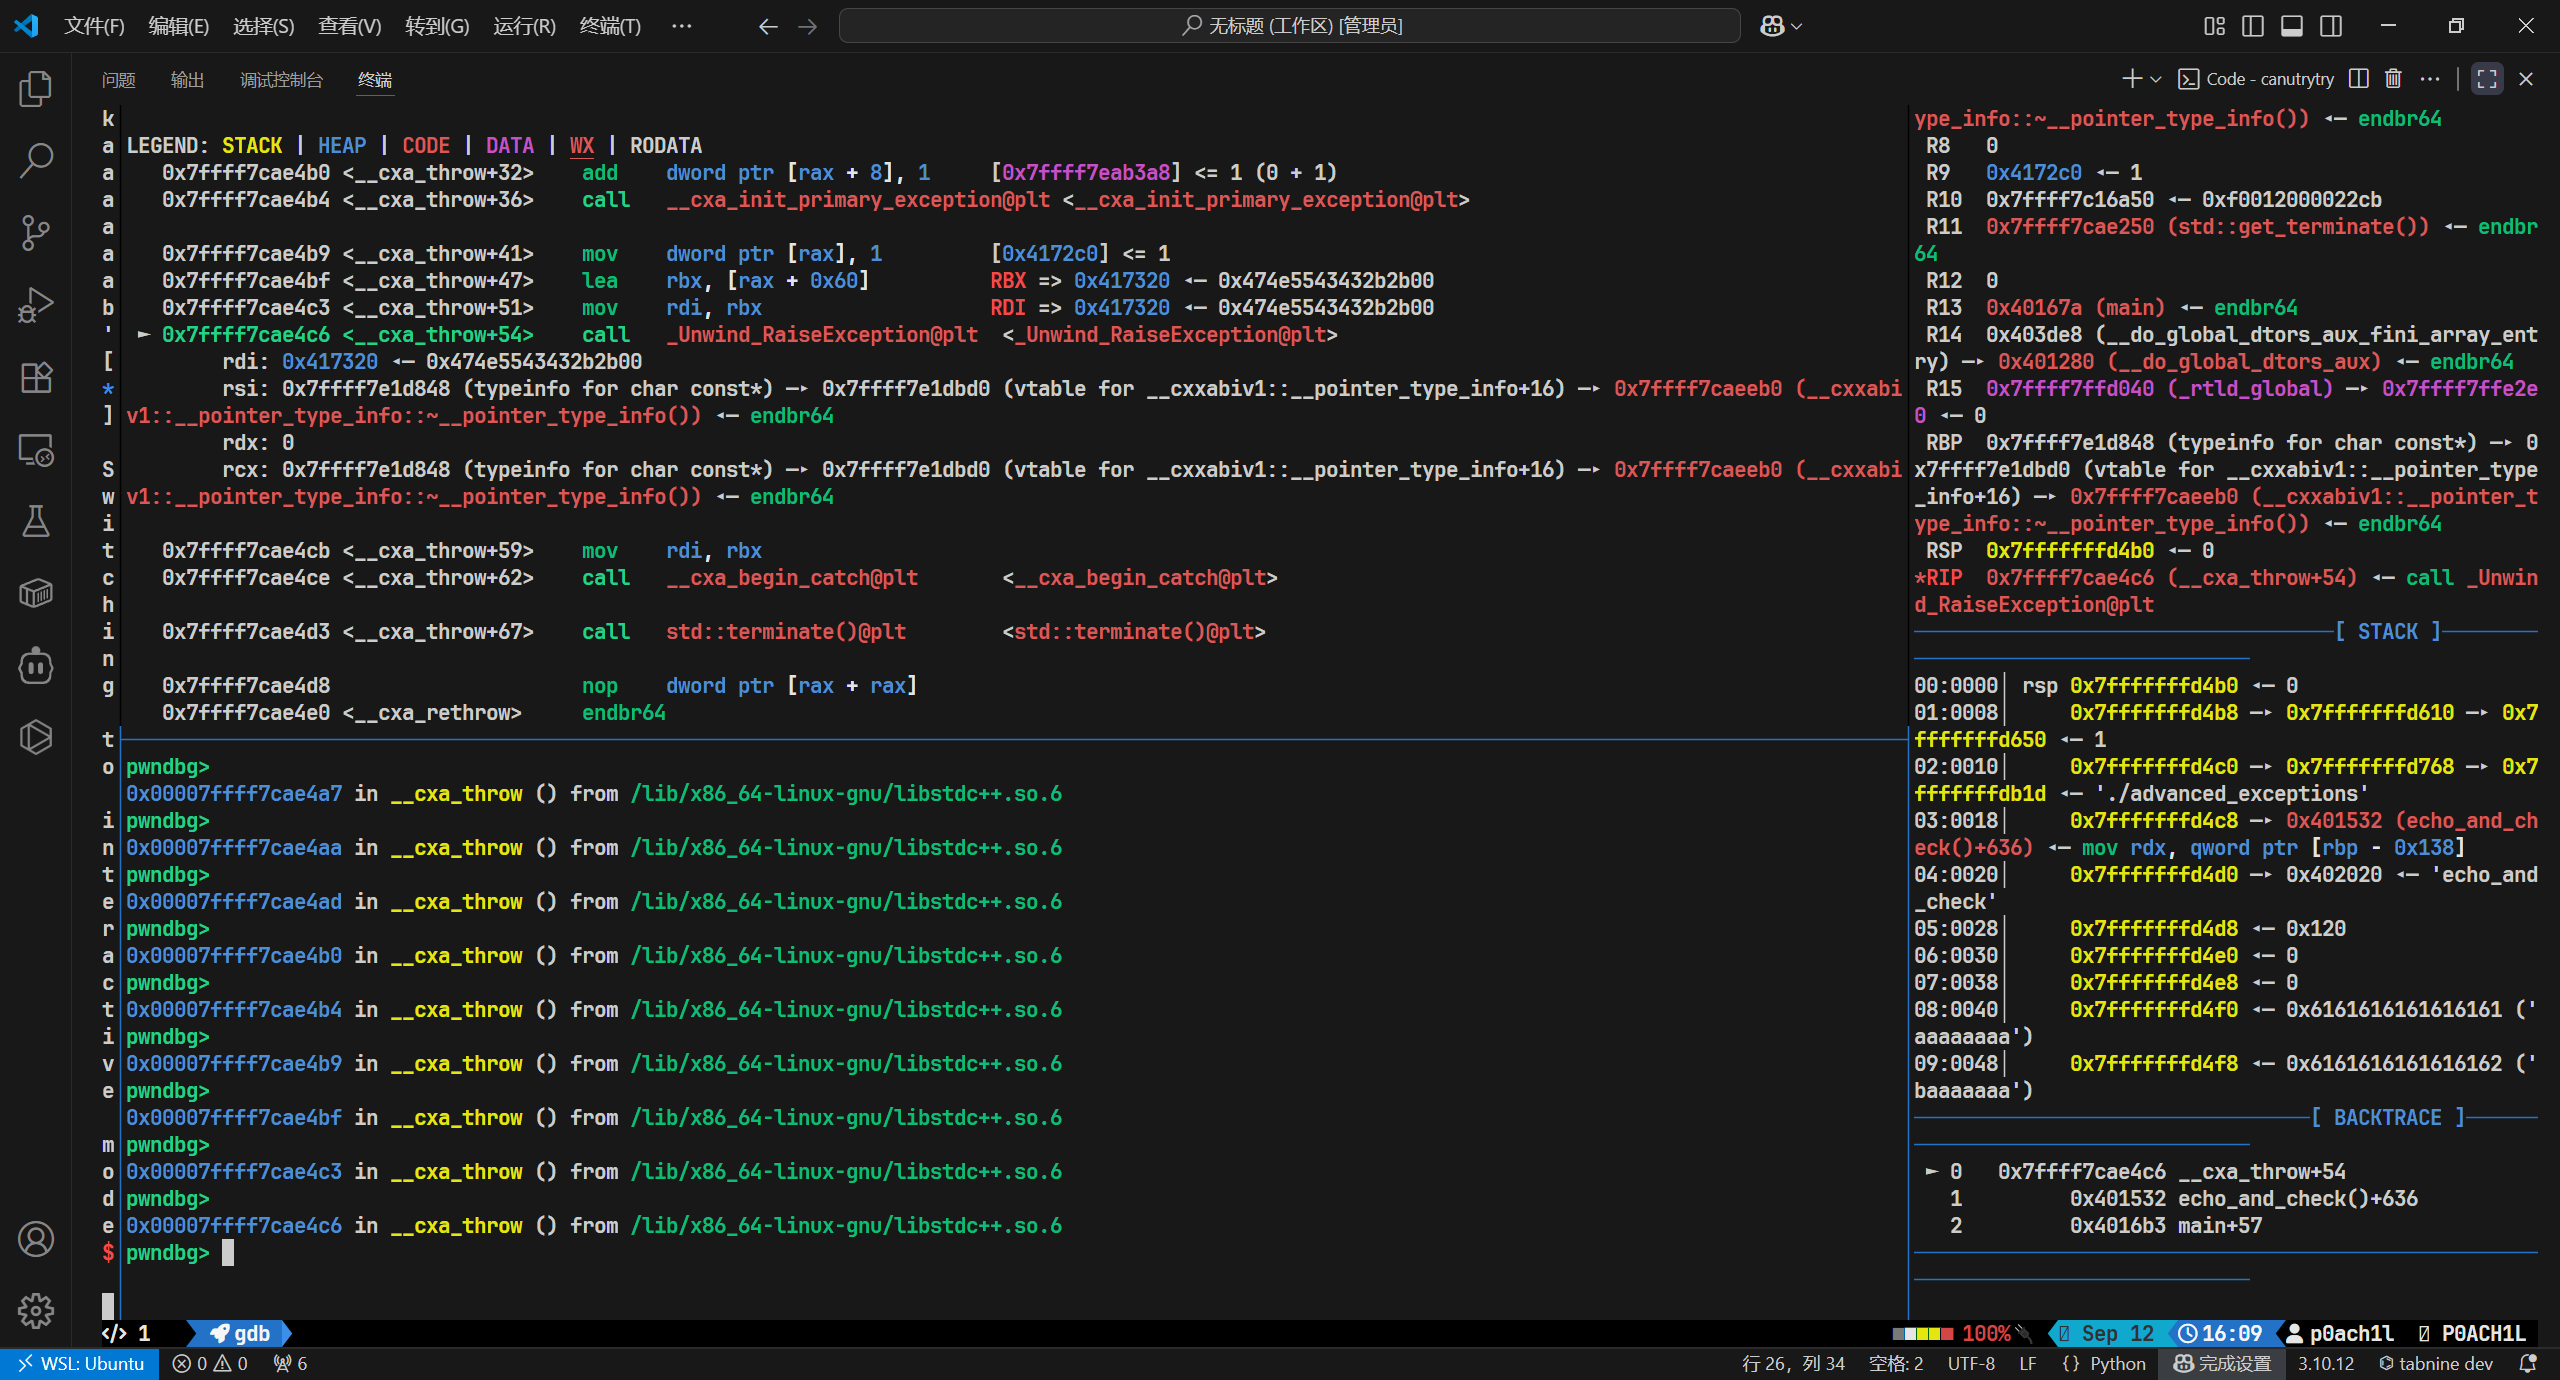 文件(F) 编辑(E) 选择(S) 查看(V) 转到(G) 运行(R) 终端(T) ··· 无标题 (工作区) [管理员]
问题 输出 调试控制台 终端 Code - canutrytry
k
a
a
a
a
a
a
b
'
[
*
]
S
w
i
t
c
h
i
n
g
t
o
i
n
t
e
r
a
c
t
i
v
e
m
o
d
e
$
LEGEND: STACK | HEAP | CODE | DATA | WX | RODATA
0x7ffff7cae4b0 <__cxa_throw+32> add dword ptr [rax + 8], 1 [0x7ffff7eab3a8] <= 1 (0 + 1)
0x7ffff7cae4b4 <__cxa_throw+36> call __cxa_init_primary_exception@plt <__cxa_init_primary_exception@plt>
0x7ffff7cae4b9 <__cxa_throw+41> mov dword ptr [rax], 1 [0x4172c0] <= 1
0x7ffff7cae4bf <__cxa_throw+47> lea rbx, [rax + 0x60] RBX => 0x417320 ◂— 0x474e5543432b2b00
0x7ffff7cae4c3 <__cxa_throw+51> mov rdi, rbx RDI => 0x417320 ◂— 0x474e5543432b2b00
► 0x7ffff7cae4c6 <__cxa_throw+54> call _Unwind_RaiseException@plt <_Unwind_RaiseException@plt>
rdi: 0x417320 ◂— 0x474e5543432b2b00
rsi: 0x7ffff7e1d848 (typeinfo for char const*) —▸ 0x7ffff7e1dbd0 (vtable for __cxxabiv1::__pointer_type_info+16) —▸ 0x7ffff7caeeb0 (__cxxabi
v1::__pointer_type_info::~__pointer_type_info()) ◂— endbr64
rdx: 0
rcx: 0x7ffff7e1d848 (typeinfo for char const*) —▸ 0x7ffff7e1dbd0 (vtable for __cxxabiv1::__pointer_type_info+16) —▸ 0x7ffff7caeeb0 (__cxxabi
v1::__pointer_type_info::~__pointer_type_info()) ◂— endbr64
0x7ffff7cae4cb <__cxa_throw+59> mov rdi, rbx
0x7ffff7cae4ce <__cxa_throw+62> call __cxa_begin_catch@plt <__cxa_begin_catch@plt>
0x7ffff7cae4d3 <__cxa_throw+67> call std::terminate()@plt <std::terminate()@plt>
0x7ffff7cae4d8 nop dword ptr [rax + rax]
0x7ffff7cae4e0 <__cxa_rethrow> endbr64
pwndbg>
0x00007ffff7cae4a7 in __cxa_throw () from /lib/x86_64-linux-gnu/libstdc++.so.6
pwndbg>
0x00007ffff7cae4aa in __cxa_throw () from /lib/x86_64-linux-gnu/libstdc++.so.6
pwndbg>
0x00007ffff7cae4ad in __cxa_throw () from /lib/x86_64-linux-gnu/libstdc++.so.6
pwndbg>
0x00007ffff7cae4b0 in __cxa_throw () from /lib/x86_64-linux-gnu/libstdc++.so.6
pwndbg>
0x00007ffff7cae4b4 in __cxa_throw () from /lib/x86_64-linux-gnu/libstdc++.so.6
pwndbg>
0x00007ffff7cae4b9 in __cxa_throw () from /lib/x86_64-linux-gnu/libstdc++.so.6
pwndbg>
0x00007ffff7cae4bf in __cxa_throw () from /lib/x86_64-linux-gnu/libstdc++.so.6
pwndbg>
0x00007ffff7cae4c3 in __cxa_throw () from /lib/x86_64-linux-gnu/libstdc++.so.6
pwndbg>
0x00007ffff7cae4c6 in __cxa_throw () from /lib/x86_64-linux-gnu/libstdc++.so.6
pwndbg>
ype_info::~__pointer_type_info()) ◂— endbr64
R8 0
R9 0x4172c0 ◂— 1
R10 0x7ffff7c16a50 ◂— 0xf0012000022cb
R11 0x7ffff7cae250 (std::get_terminate()) ◂— endbr
64
R12 0
R13 0x40167a (main) ◂— endbr64
R14 0x403de8 (__do_global_dtors_aux_fini_array_ent
ry) —▸ 0x401280 (__do_global_dtors_aux) ◂— endbr64
R15 0x7ffff7ffd040 (_rtld_global) —▸ 0x7ffff7ffe2e
0 ◂— 0
RBP 0x7ffff7e1d848 (typeinfo for char const*) —▸ 0
x7ffff7e1dbd0 (vtable for __cxxabiv1::__pointer_type
_info+16) —▸ 0x7ffff7caeeb0 (__cxxabiv1::__pointer_t
ype_info::~__pointer_type_info()) ◂— endbr64
RSP 0x7fffffffd4b0 ◂— 0
*RIP 0x7ffff7cae4c6 (__cxa_throw+54) ◂— call _Unwin
d_RaiseException@plt
[ STACK ]
00:0000│ rsp 0x7fffffffd4b0 ◂— 0
01:0008│ 0x7fffffffd4b8 —▸ 0x7fffffffd610 —▸ 0x7
fffffffd650 ◂— 1
02:0010│ 0x7fffffffd4c0 —▸ 0x7fffffffd768 —▸ 0x7
fffffffdb1d ◂— './advanced_exceptions'
03:0018│ 0x7fffffffd4c8 —▸ 0x401532 (echo_and_ch
eck()+636) ◂— mov rdx, qword ptr [rbp - 0x138]
04:0020│ 0x7fffffffd4d0 —▸ 0x402020 ◂— 'echo_and
_check'
05:0028│ 0x7fffffffd4d8 ◂— 0x120
06:0030│ 0x7fffffffd4e0 ◂— 0
07:0038│ 0x7fffffffd4e8 ◂— 0
08:0040│ 0x7fffffffd4f0 ◂— 0x6161616161616161 ('
aaaaaaaa')
09:0048│ 0x7fffffffd4f8 ◂— 0x6161616161616162 ('
baaaaaaa')
[ BACKTRACE ]
► 0 0x7ffff7cae4c6 __cxa_throw+54
1 0x401532 echo_and_check()+636
2 0x4016b3 main+57
</> 1 gdb 100% Sep 12 16:09 p0ach1l P0ACH1L
WSL: Ubuntu 0 0 6 行 26，列 34 空格: 2 UTF-8 LF {} Python 完成设置 3.10.12 tabnine dev